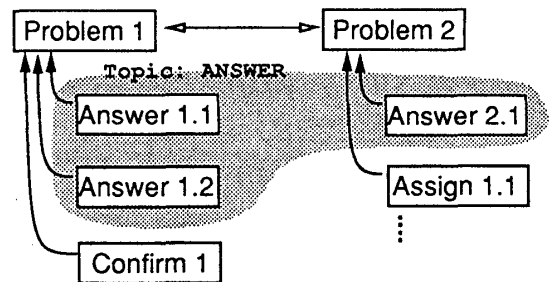 Problem 1
Problem 2
Topic: ANSWER
Answer 1.1
Answer 2.1
Answer 1.2
Assign 1.1
Confirm 1